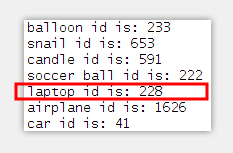 balloon id is: 233
snail id is: 653
candle id is: 591
soccer ball id is: 222
laptop id is: 228
airplane id is: 1626
car id is: 41